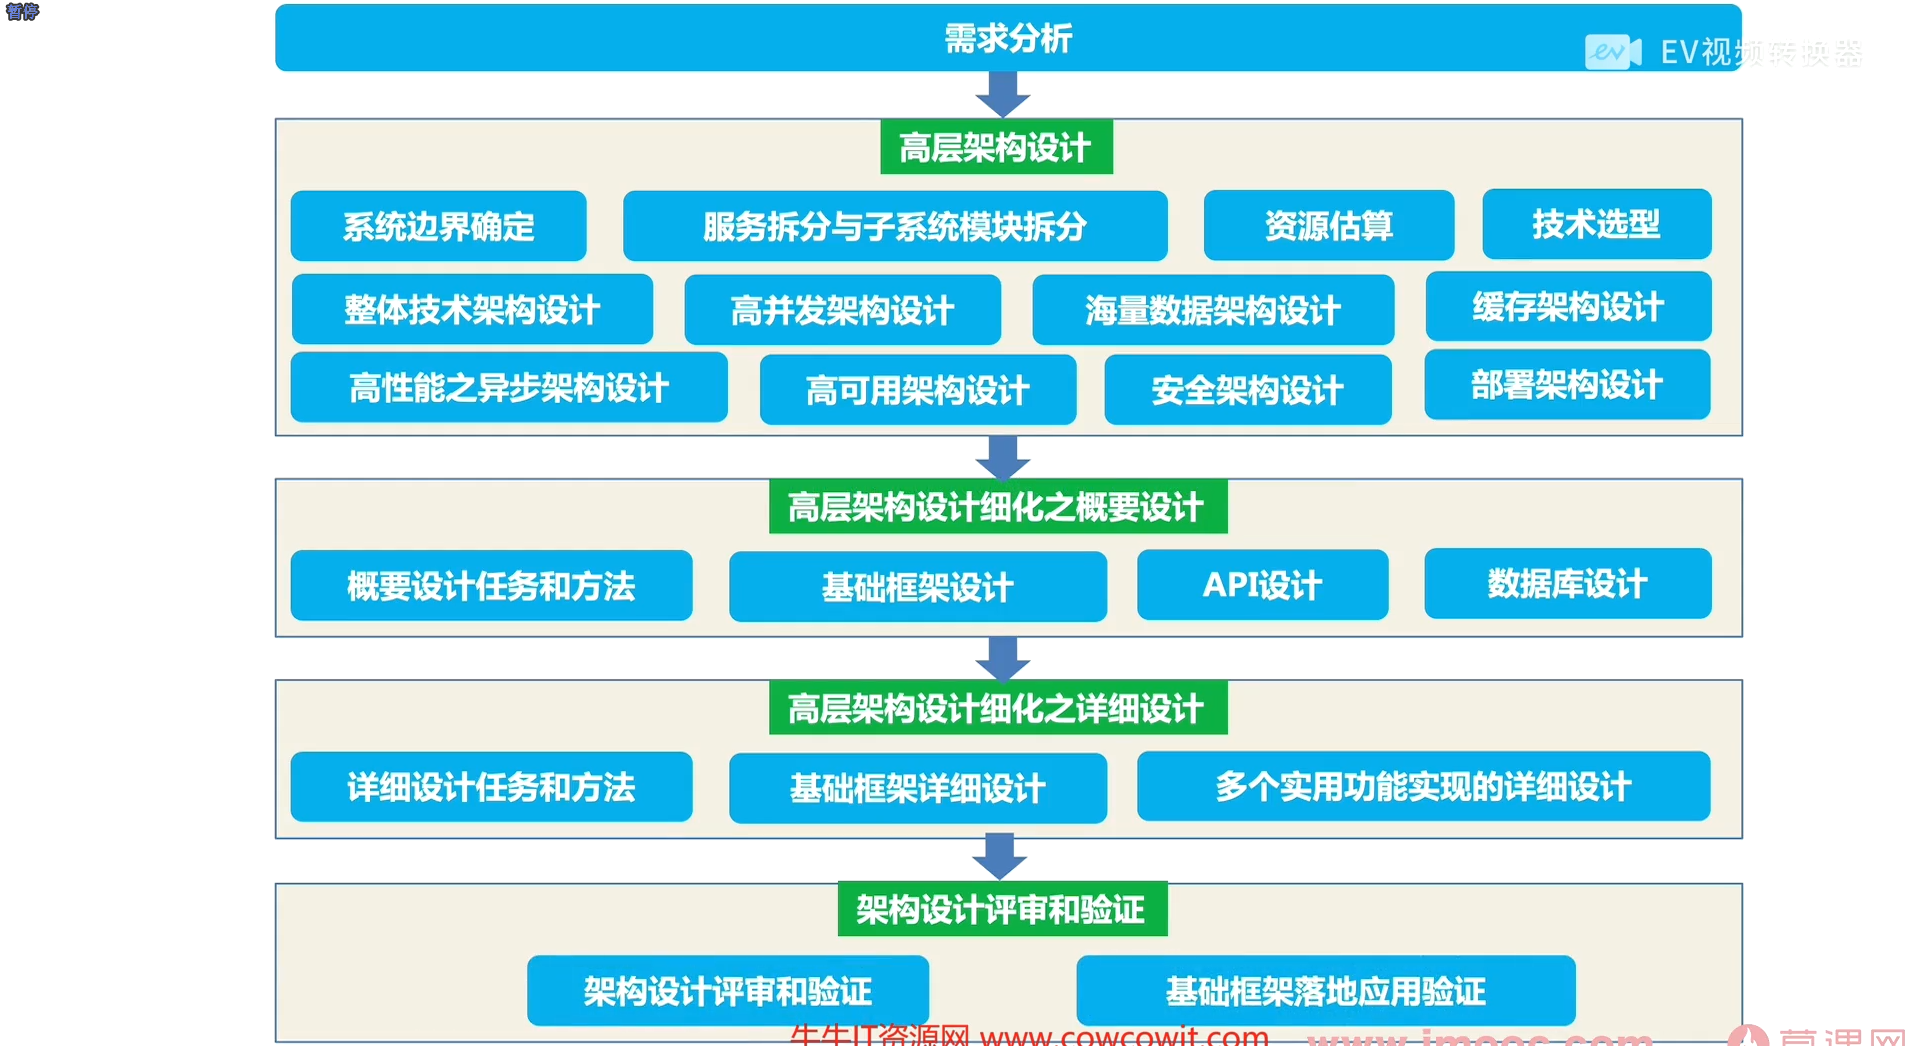 暂停
需求分析
EV视频转换器
高层架构设计
系统边界确定
服务拆分与子系统模块拆分
资源估算
技术选型
整体技术架构设计
高并发架构设计
海量数据架构设计
缓存架构设计
高性能之异步架构设计
高可用架构设计
安全架构设计
部署架构设计
高层架构设计细化之概要设计
概要设计任务和方法
基础框架设计
API设计
数据库设计
高层架构设计细化之详细设计
详细设计任务和方法
基础框架详细设计
多个实用功能实现的详细设计
架构设计评审和验证
架构设计评审和验证
基础框架落地应用验证
牛牛IT资源网 www.cowcowit.com
www.imooc.com
慕课网